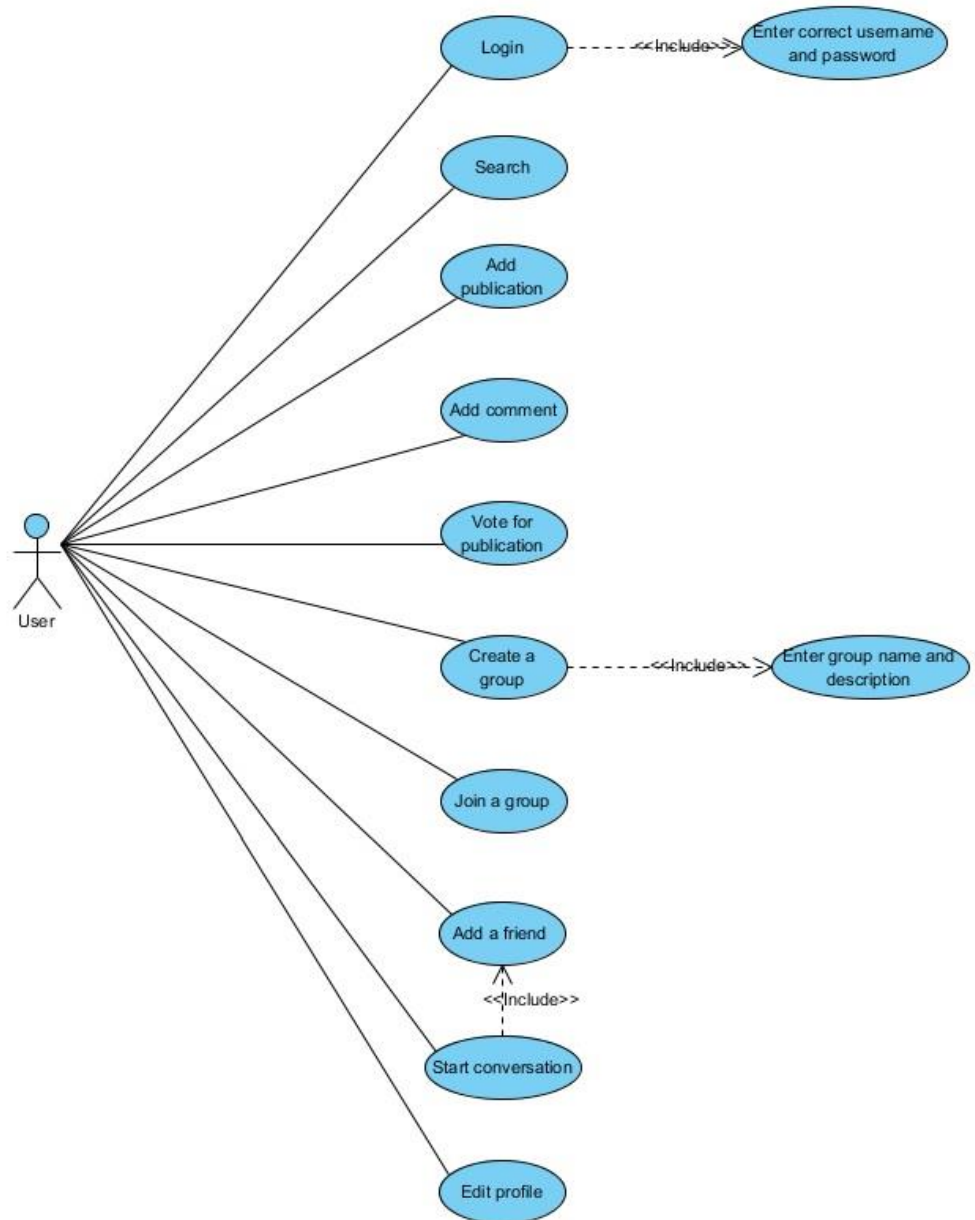 Login
<<Include>>
Enter correct username
and password
Search
Add
publication
Add comment
Vote for
publication
User
Create a
group
<<Include>>
Enter group name and
description
Join a group
Add a friend
<<Include>>
Start conversation
Edit profile